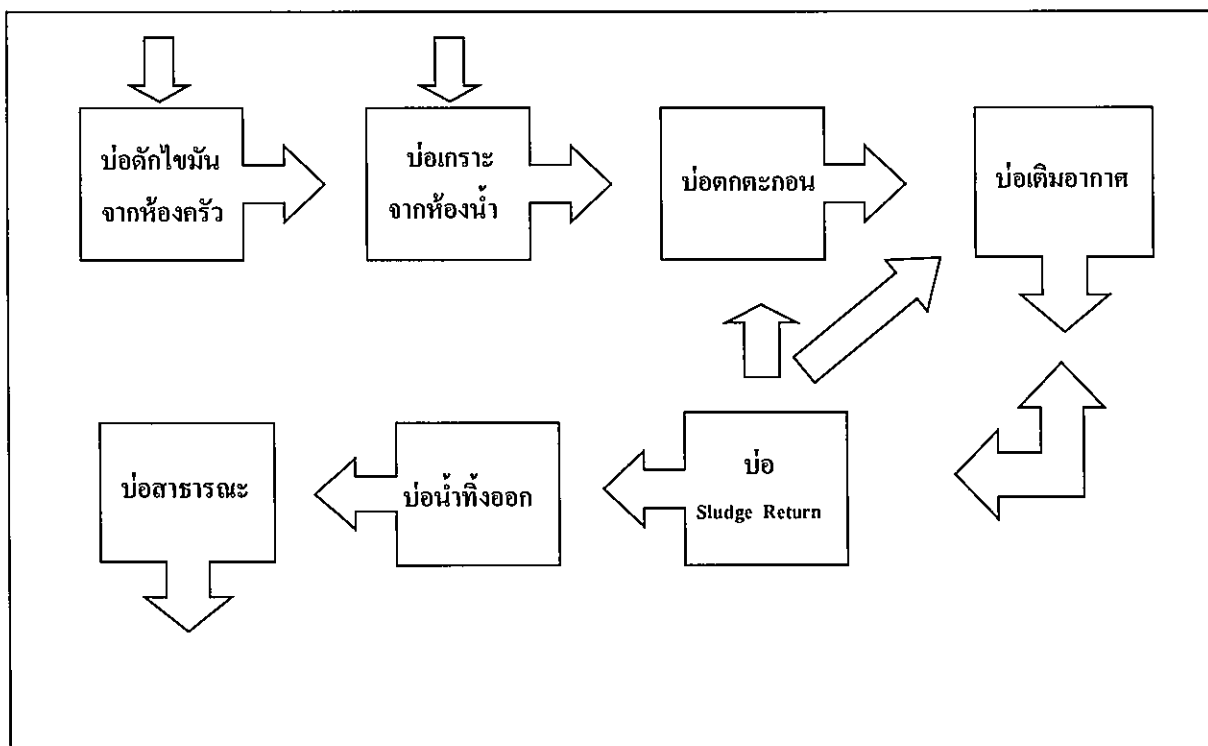 บ่อดักไขมัน
จากห้องครัว
บ่อเกราะ
จากห้องน้ำ
บ่อตกตะกอน
บ่อเติมอากาศ
บ่อสาธารณะ
บ่อน้ำทิ้งออก
บ่อ
Sludge Return